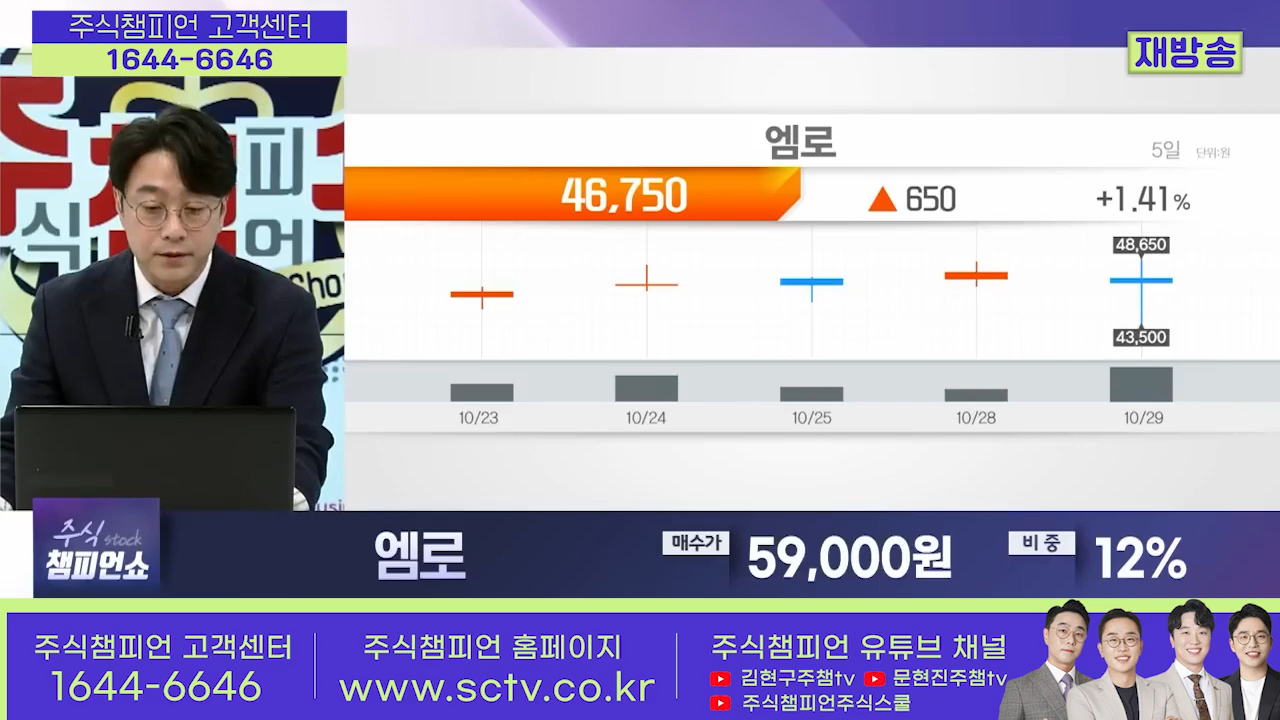 주식챔피언 고객센터
1644-6646
재방송
피
식
어
Sho
엠로
5일 단위:원
46,750 ▲ 650 +1.41%
48,650
43,500
10/23 10/24 10/25 10/28 10/29
주식 stock
챔피언쇼
엠로 매수가 59,000원 비중 12%
주식챔피언 고객센터
1644-6646
주식챔피언 홈페이지
www.sctv.co.kr
주식챔피언 유튜브 채널
김현구주챔tv 문현진주챔tv
주식챔피언주식스쿨